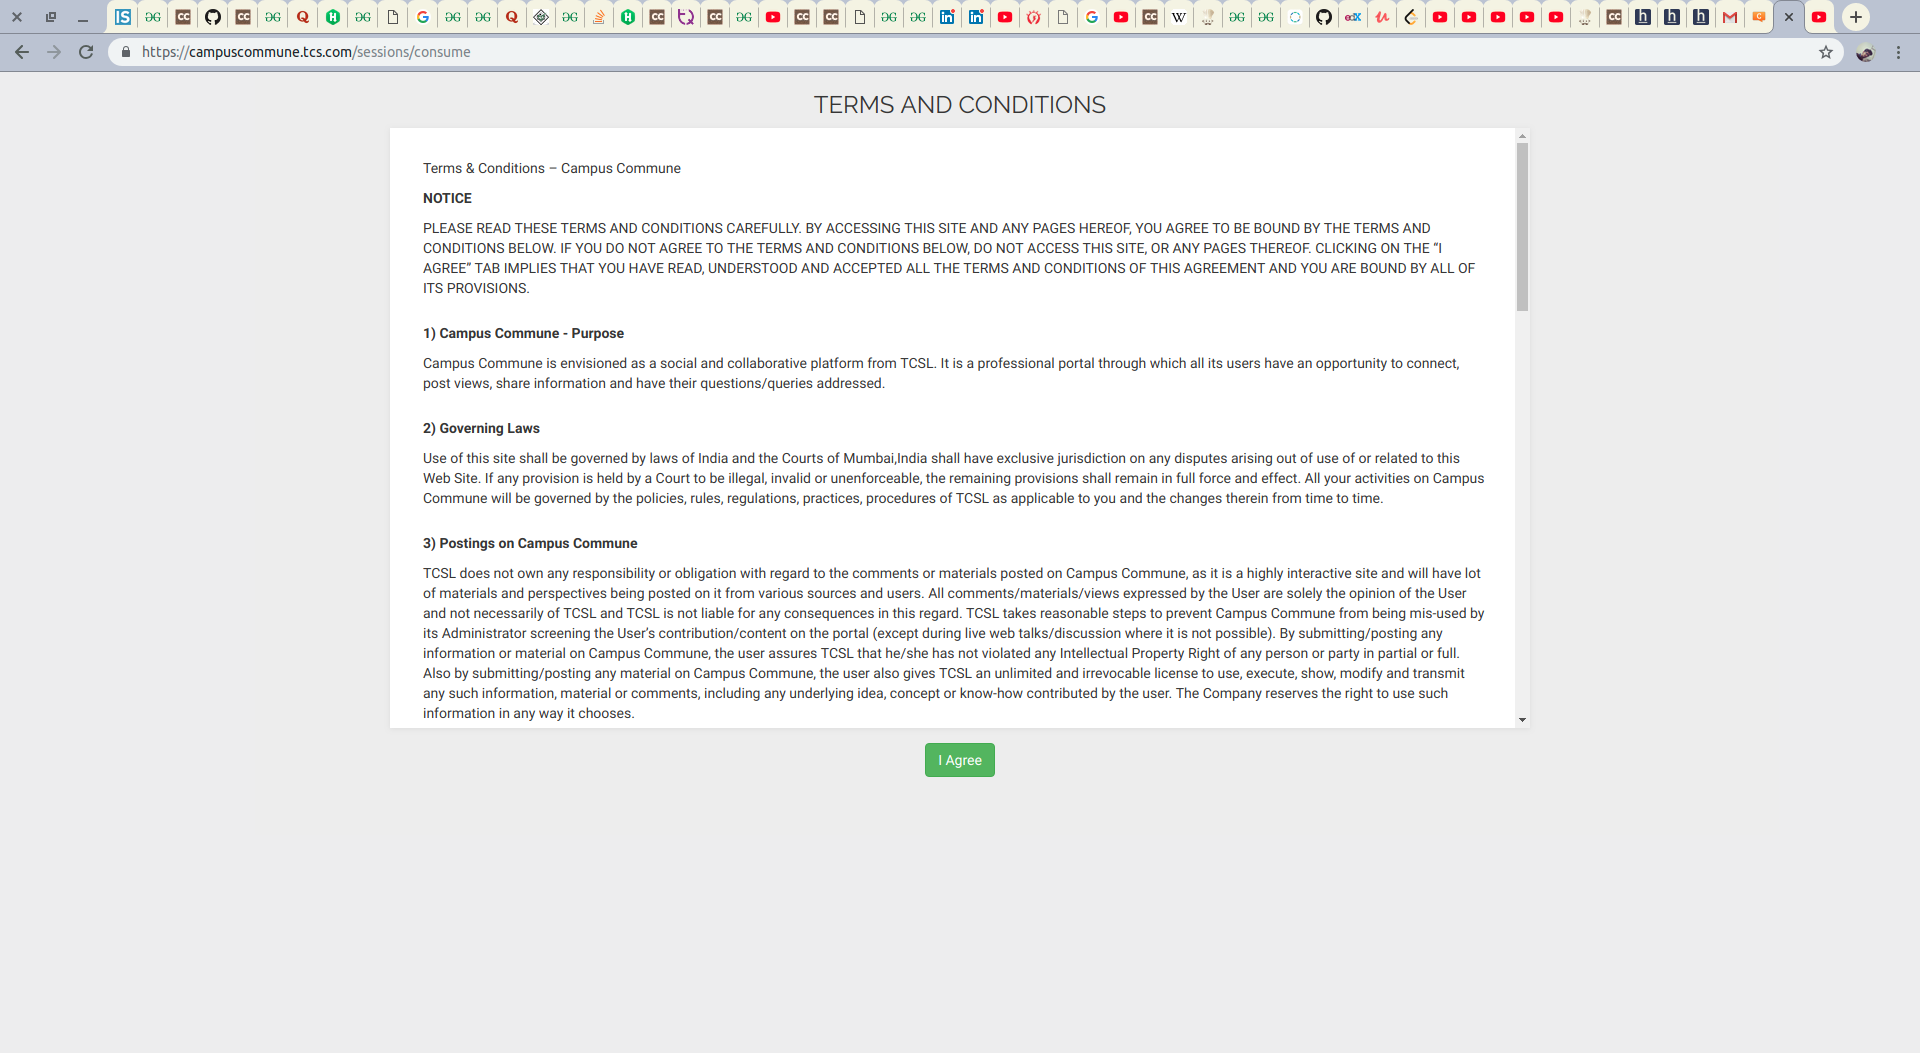 https://campuscommune.tcs.com/sessions/consume
TERMS AND CONDITIONS
Terms & Conditions – Campus Commune
NOTICE
PLEASE READ THESE TERMS AND CONDITIONS CAREFULLY. BY ACCESSING THIS SITE AND ANY PAGES HEREOF, YOU AGREE TO BE BOUND BY THE TERMS AND
CONDITIONS BELOW. IF YOU DO NOT AGREE TO THE TERMS AND CONDITIONS BELOW, DO NOT ACCESS THIS SITE, OR ANY PAGES THEREOF. CLICKING ON THE “I
AGREE” TAB IMPLIES THAT YOU HAVE READ, UNDERSTOOD AND ACCEPTED ALL THE TERMS AND CONDITIONS OF THIS AGREEMENT AND YOU ARE BOUND BY ALL OF
ITS PROVISIONS.
1) Campus Commune - Purpose
Campus Commune is envisioned as a social and collaborative platform from TCSL. It is a professional portal through which all its users have an opportunity to connect,
post views, share information and have their questions/queries addressed.
2) Governing Laws
Use of this site shall be governed by laws of India and the Courts of Mumbai,India shall have exclusive jurisdiction on any disputes arising out of use of or related to this
Web Site. If any provision is held by a Court to be illegal, invalid or unenforceable, the remaining provisions shall remain in full force and effect. All your activities on Campus
Commune will be governed by the policies, rules, regulations, practices, procedures of TCSL as applicable to you and the changes therein from time to time.
3) Postings on Campus Commune
TCSL does not own any responsibility or obligation with regard to the comments or materials posted on Campus Commune, as it is a highly interactive site and will have lot
of materials and perspectives being posted on it from various sources and users. All comments/materials/views expressed by the User are solely the opinion of the User
and not necessarily of TCSL and TCSL is not liable for any consequences in this regard. TCSL takes reasonable steps to prevent Campus Commune from being mis-used by
its Administrator screening the User’s contribution/content on the portal (except during live web talks/discussion where it is not possible). By submitting/posting any
information or material on Campus Commune, the user assures TCSL that he/she has not violated any Intellectual Property Right of any person or party in partial or full.
Also by submitting/posting any material on Campus Commune, the user also gives TCSL an unlimited and irrevocable license to use, execute, show, modify and transmit
any such information, material or comments, including any underlying idea, concept or know-how contributed by the user. The Company reserves the right to use such
information in any way it chooses.
I Agree